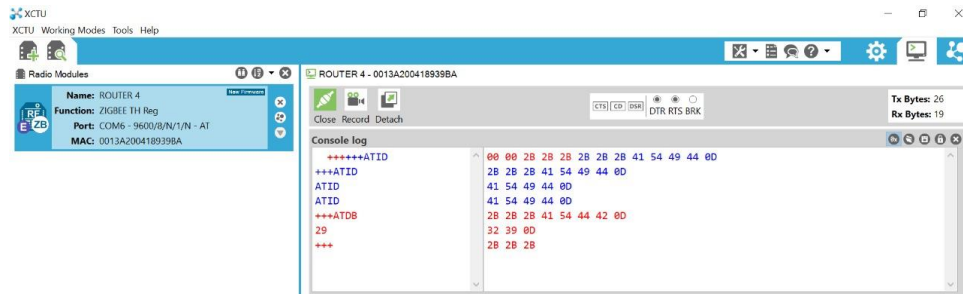 XCTU
XCTU Working Modes Tools Help
Radio Modules
Name: ROUTER 4
New Firmware
Function: ZIGBEE TH Reg
Port: COM6 - 9600/8/N/1/N - AT
MAC: 0013A200418939BA
RF
E ZB
ROUTER 4 - 0013A200418939BA
Close Record Detach
CTS CD DSR
DTR RTS BRK
Tx Bytes: 26
Rx Bytes: 19
Console log
++++++ATID 00 00 2B 2B 2B 2B 2B 2B 41 54 49 44 0D
+++ATID 2B 2B 2B 41 54 49 44 0D
ATID 41 54 49 44 0D
ATID 41 54 49 44 0D
+++ATDB 2B 2B 2B 41 54 44 42 0D
29 32 39 0D
+++ 2B 2B 2B